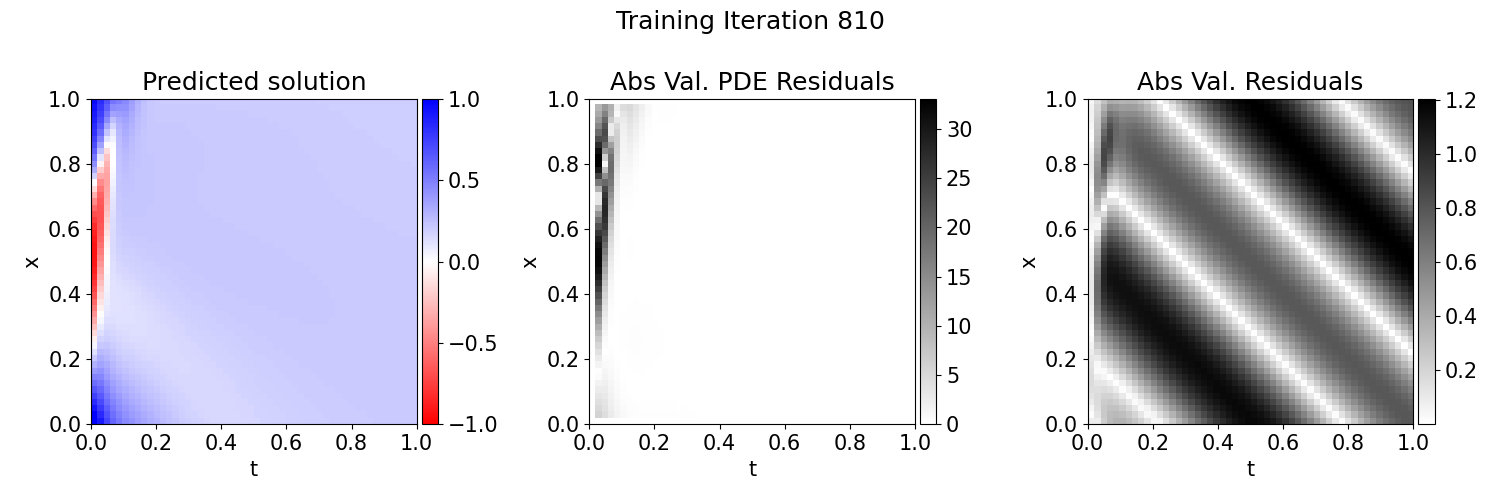 Training Iteration 810
Predicted solution
Abs Val. PDE Residuals
Abs Val. Residuals
1.0
0.8
0.6
0.4
0.2
0.0
x
0.0 0.2 0.4 0.6 0.8 1.0
t
1.0
0.5
0.0
−0.5
−1.0
1.0
0.8
0.6
0.4
0.2
0.0
x
0.0 0.2 0.4 0.6 0.8 1.0
t
30
25
20
15
10
5
0
1.0
0.8
0.6
0.4
0.2
0.0
x
0.0 0.2 0.4 0.6 0.8 1.0
t
1.2
1.0
0.8
0.6
0.4
0.2